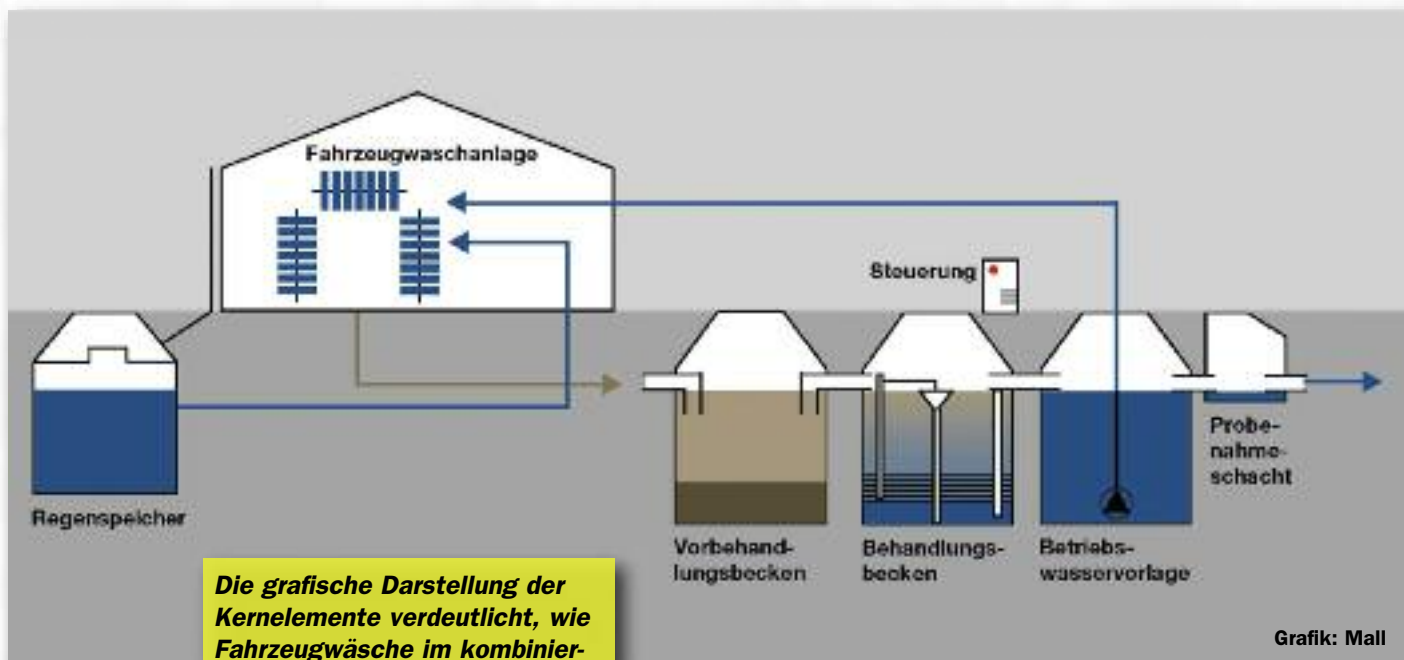 Fahrzeugwaschanlage
Steuerung
Regenspeicher
Vorbehand-
lungsbecken
Behandlungs-
becken
Betriebs-
wasservorlage
Probe-
nahme-
schacht
Die grafische Darstellung der
Kernelemente verdeutlicht, wie
Fahrzeugwäsche im kombinier-
Grafik: Mall